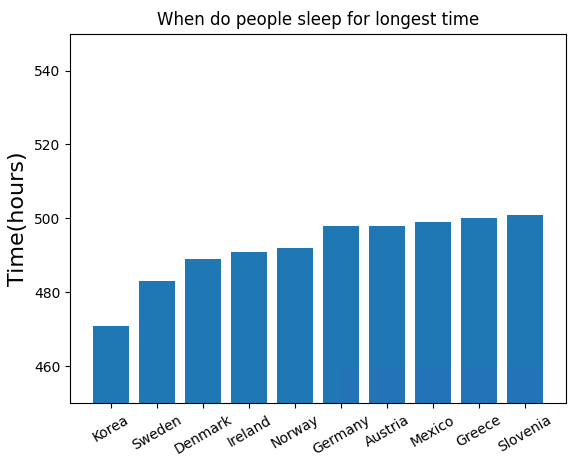 When do people sleep for longest time
Time(hours)
540
520
500
480
460
Korea
Sweden
Denmark
Ireland
Norway
Germany
Austria
Mexico
Greece
Slovenia